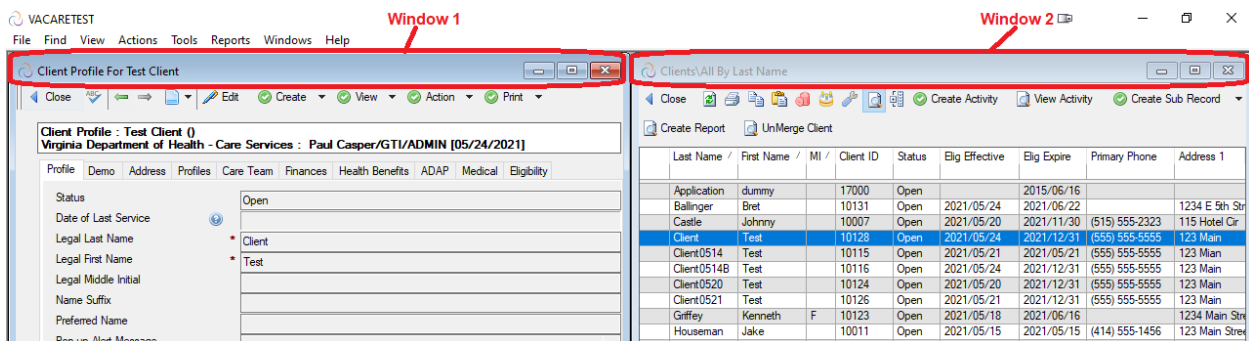 VACARETEST
Window 1
Window 2
File Find View Actions Tools Reports Windows Help
Client Profile For Test Client
Close ABC Edit Create View Action Print
Client Profile : Test Client ()
Virginia Department of Health - Care Services : Paul Casper/GTI/ADMIN [05/24/2021]
Profile Demo Address Profiles Care Team Finances Health Benefits ADAP Medical Eligibility
Status Open
Date of Last Service
Legal Last Name * Client
Legal First Name * Test
Legal Middle Initial
Name Suffix
Preferred Name
Pop-up Alert Message
Clients\All By Last Name
Close Create Activity View Activity Create Sub Record
Create Report UnMerge Client
Last Name / First Name / MI / Client ID Status Elig Effective Elig Expire Primary Phone Address 1
Application dummy 17000 Open 2015/06/16
Ballinger Bret 10131 Open 2021/05/24 2021/06/22 1234 E 5th Str
Castle Johnny 10007 Open 2021/05/20 2021/11/30 (515) 555-2323 115 Hotel Cir
Client Test 10128 Open 2021/05/24 2021/12/31 (555) 555-5555 123 Main
Client0514 Test 10115 Open 2021/05/21 2021/05/21 (555) 555-5555 123 Mian
Client0514B Test 10116 Open 2021/05/24 2021/12/31 (555) 555-5555 123 Main
Client0520 Test 10124 Open 2021/05/20 2021/12/31 (555) 555-5555 123 Main
Client0521 Test 10126 Open 2021/05/21 2021/12/31 (555) 555-5555 123 Main
Griffey Kenneth F 10123 Open 2021/05/18 2021/06/16 1234 Main Stre
Houseman Jake 10011 Open 2021/05/15 2021/05/15 (414) 555-1456 123 Main Stree